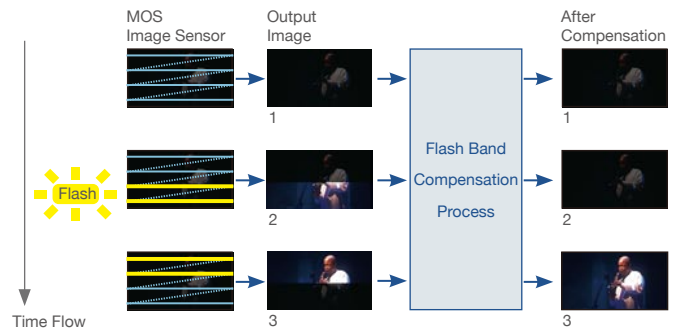 MOS
Image Sensor
Output
Image
After
Compensation
1
1
Flash
Flash Band
Compensation
Process
2
2
3
3
Time Flow